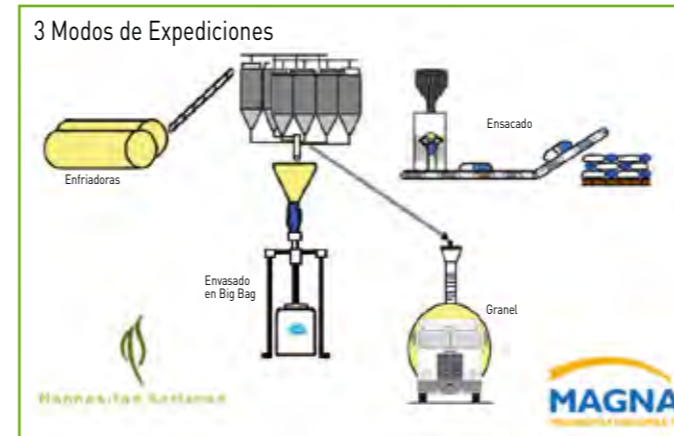 3 Modos de Expediciones
Ensacado
Enfriadoras
Envasado
en Big Bag
Granel
MAGNA